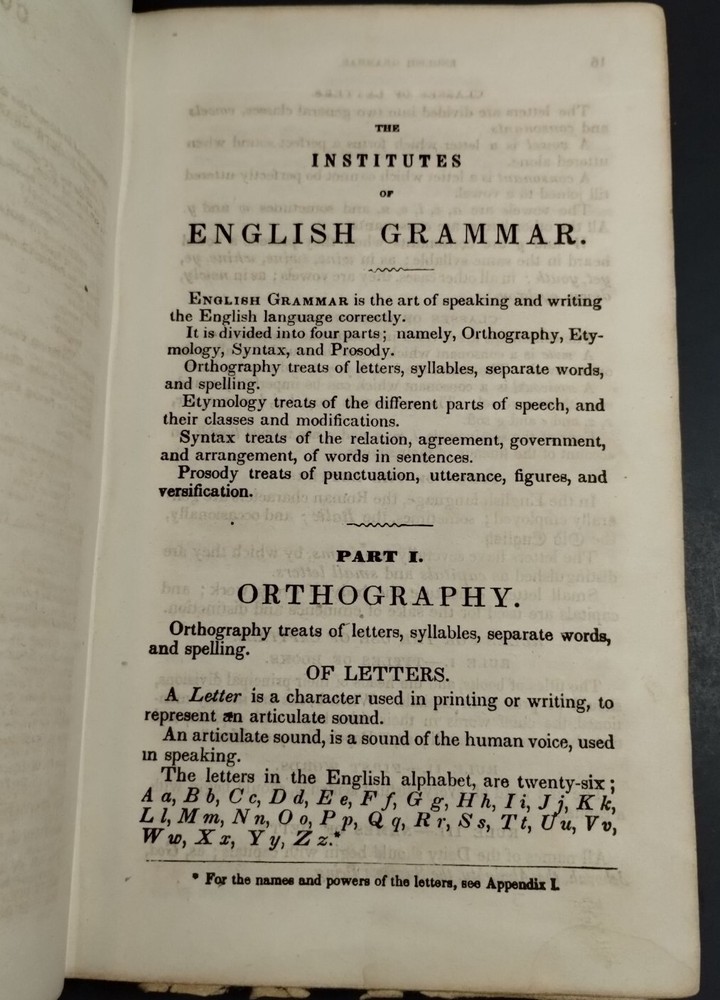 THE
INSTITUTES
OF
ENGLISH GRAMMAR.
ENGLISH GRAMMAR is the art of speaking and writing
the English language correctly.
It is divided into four parts; namely, Orthography, Ety-
mology, Syntax, and Prosody.
Orthography treats of letters, syllables, separate words,
and spelling.
Etymology treats of the different parts of speech, and
their classes and modifications.
Syntax treats of the relation, agreement, government,
and arrangement, of words in sentences.
Prosody treats of punctuation, utterance, figures, and
versification.
PART I.
ORTHOGRAPHY.
Orthography treats of letters, syllables, separate words,
and spelling.
OF LETTERS.
A Letter is a character used in printing or writing, to
represent an articulate sound.
An articulate sound, is a sound of the human voice, used
in speaking.
The letters in the English alphabet, are twenty-six;
A a, B b, C c, D d, E e, F f, G g, H h, I i, J j, K k,
L l, M m, N n, O o, P p, Q q, R r, S s, T t, U u, V v,
W w, X x, Y y, Z z.*
* For the names and powers of the letters, see Appendix I.